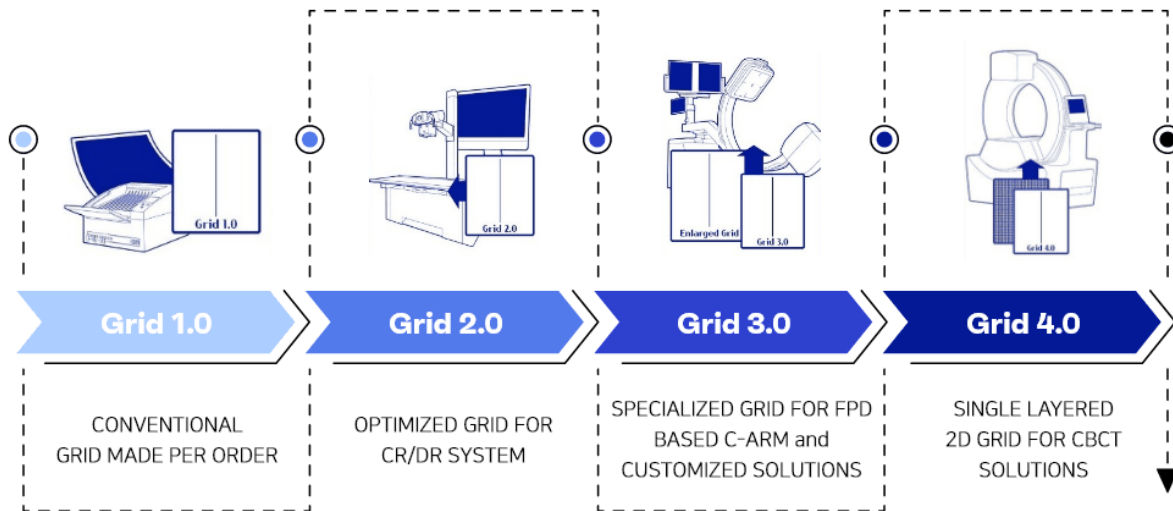 Grid 1.0
Grid 2.0
Enlarged Grid
Grid 3.0
Grid 4.0
Grid 1.0
Grid 2.0
Grid 3.0
Grid 4.0
CONVENTIONAL
GRID MADE PER ORDER
OPTIMIZED GRID FOR
CR/DR SYSTEM
SPECIALIZED GRID FOR FPD
BASED C-ARM and
CUSTOMIZED SOLUTIONS
SINGLE LAYERED
2D GRID FOR CBCT
SOLUTIONS